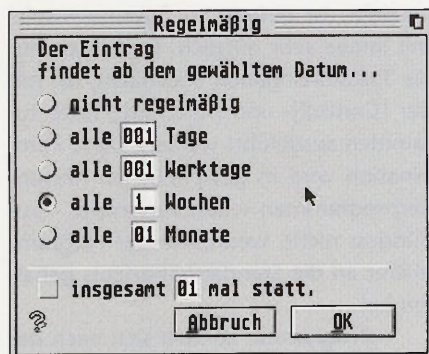 Regelmäßig
Der Eintrag
findet ab dem gewähltem Datum...
nicht regelmäßig
alle 001 Tage
alle 001 Werktage
alle 1_ Wochen
alle 01 Monate
insgesamt 01 mal statt.
?
Abbruch OK